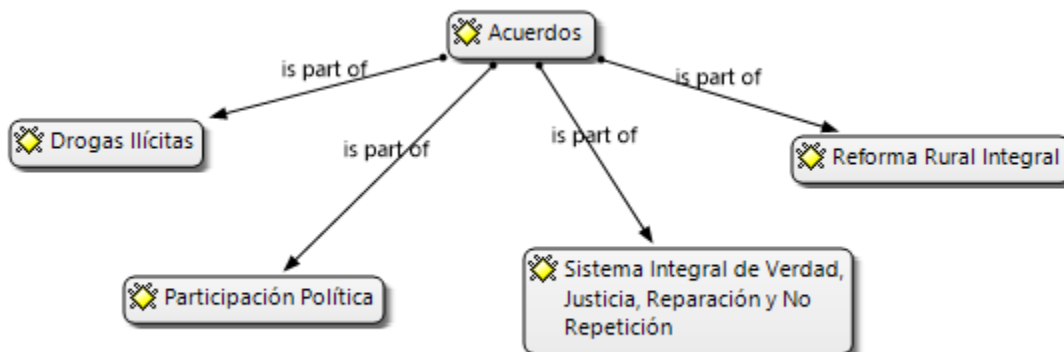 Acuerdos
is part of
is part of
is part of
is part of
Drogas Ilícitas
Reforma Rural Integral
Participación Política
Sistema Integral de Verdad,
Justicia, Reparación y No
Repetición